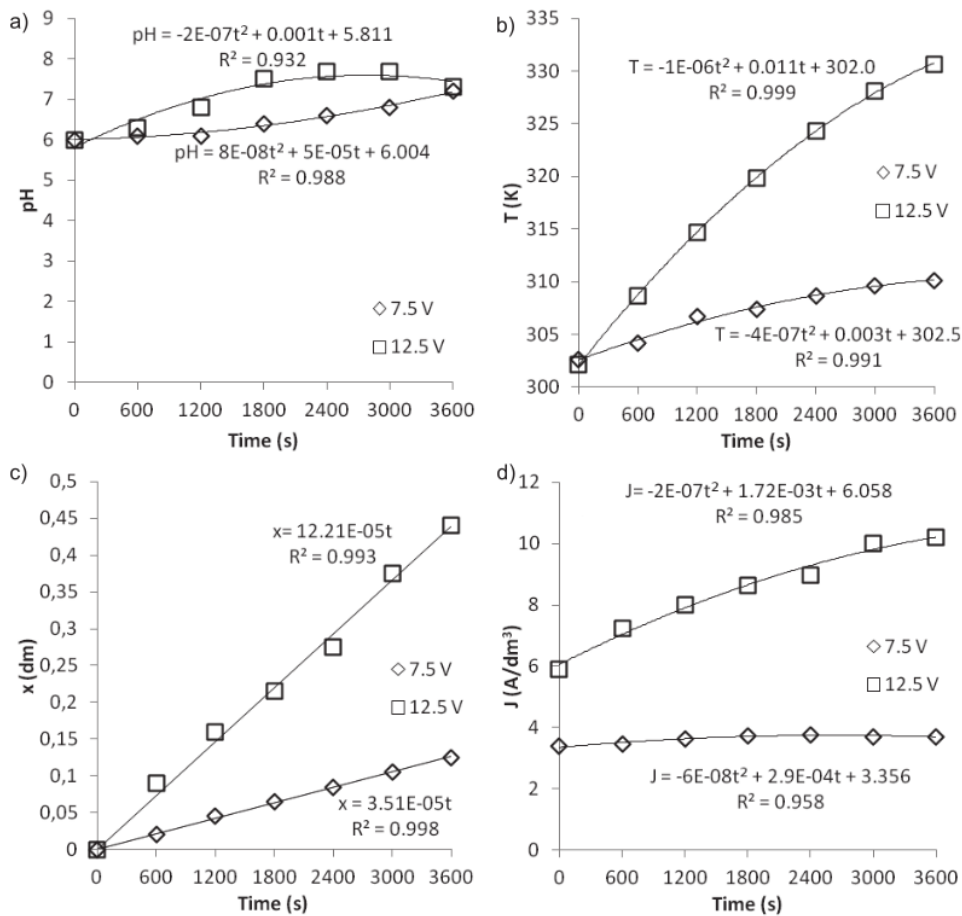 a)
pH = -2E-07t² + 0.001t + 5.811
R² = 0.932
9
8
7
6
5
4
3
2
1
0
pH
pH = 8E-08t² + 5E-05t + 6.004
R² = 0.988
7.5 V
12.5 V
0 600 1200 1800 2400 3000 3600
Time (s)
b)
335
330
325
320
315
310
305
300
T (K)
T = -1E-06t² + 0.011t + 302.0
R² = 0.999
7.5 V
12.5 V
T = -4E-07t² + 0.003t + 302.5
R² = 0.991
0 600 1200 1800 2400 3000 3600
Time (s)
c)
0,5
0,45
0,4
0,35
0,3
0,25
0,2
0,15
0,1
0,05
0
x (dm)
x= 12.21E-05t
R² = 0.993
7.5 V
12.5 V
x = 3.51E-05t
R² = 0.998
0 600 1200 1800 2400 3000 3600
Time (s)
d)
12
10
8
6
4
2
0
J (A/dm³)
J= -2E-07t² + 1.72E-03t + 6.058
R² = 0.985
7.5 V
12.5 V
J = -6E-08t² + 2.9E-04t + 3.356
R² = 0.958
0 600 1200 1800 2400 3000 3600
Time (s)